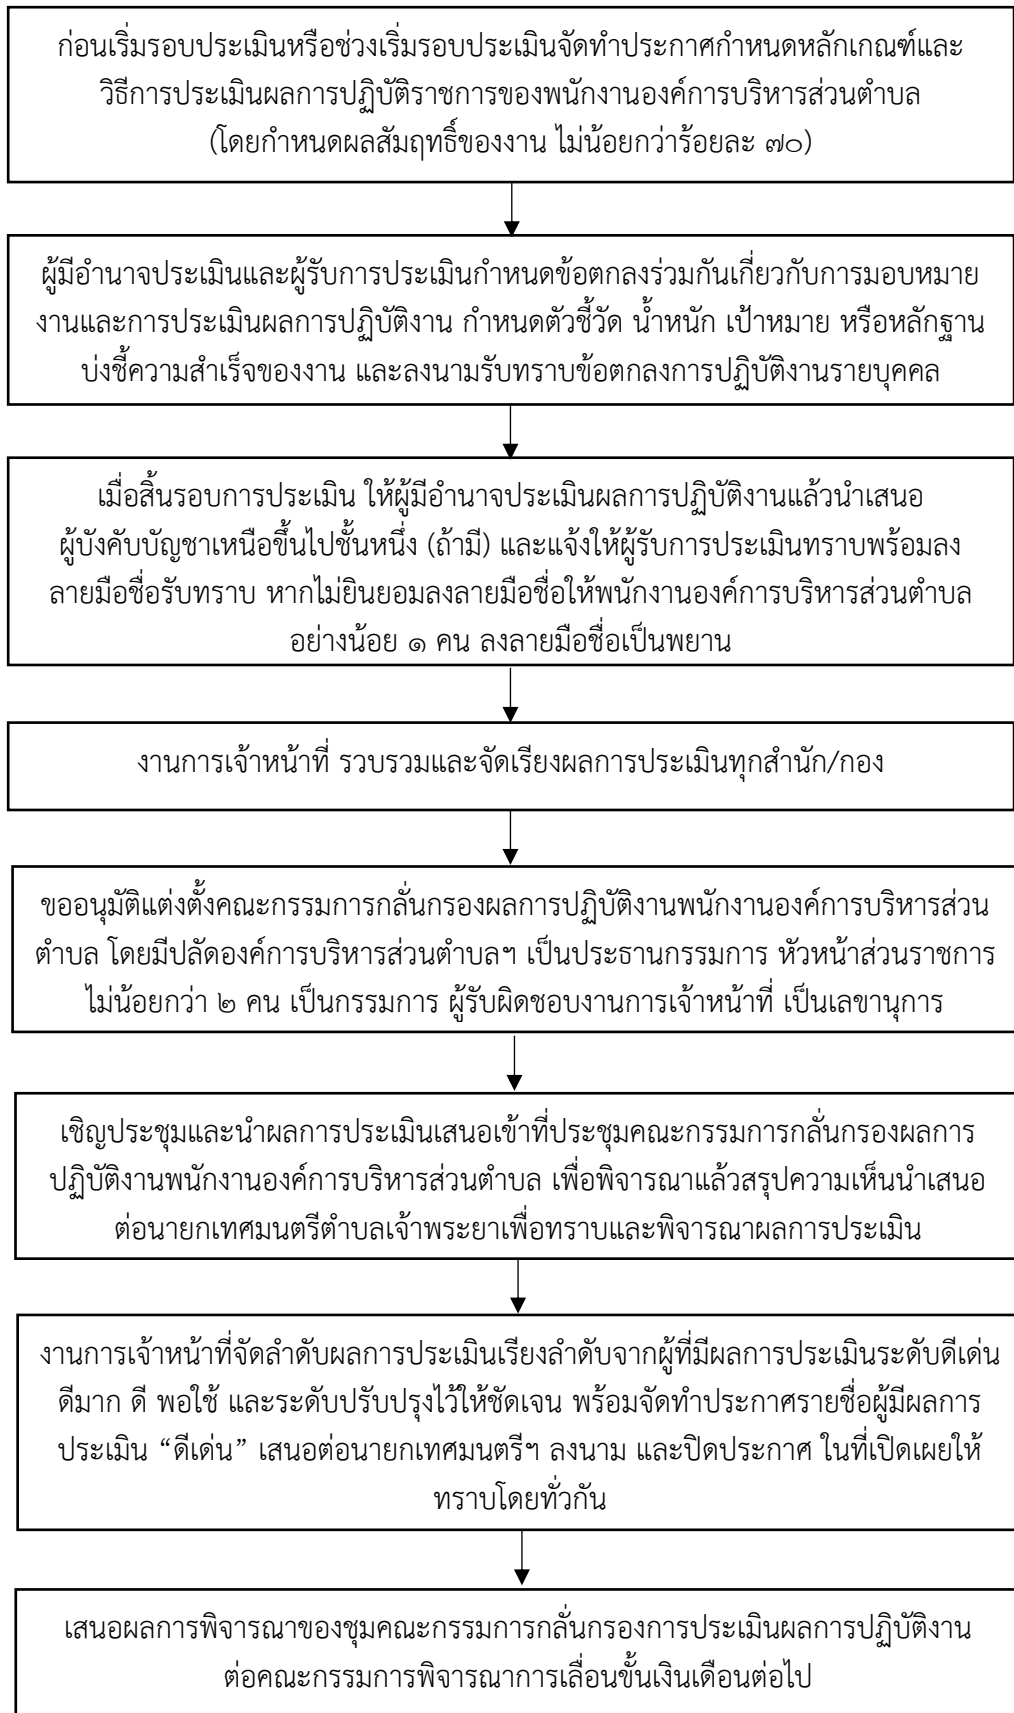 ก่อนเริ่มรอบประเมินหรือช่วงเริ่มรอบประเมินจัดทำประกาศกำหนดหลักเกณฑ์และ
วิธีการประเมินผลการปฏิบัติราชการของพนักงานองค์การบริหารส่วนตำบล
(โดยกำหนดผลสัมฤทธิ์ของงาน ไม่น้อยกว่าร้อยละ ๗๐)
ผู้มีอำนาจประเมินและผู้รับการประเมินกำหนดข้อตกลงร่วมกันเกี่ยวกับการมอบหมาย
งานและการประเมินผลการปฏิบัติงาน กำหนดตัวชี้วัด น้ำหนัก เป้าหมาย หรือหลักฐาน
บ่งชี้ความสำเร็จของงาน และลงนามรับทราบข้อตกลงการปฏิบัติงานรายบุคคล
เมื่อสิ้นรอบการประเมิน ให้ผู้มีอำนาจประเมินผลการปฏิบัติงานแล้วนำเสนอ
ผู้บังคับบัญชาเหนือขึ้นไปชั้นหนึ่ง (ถ้ามี) และแจ้งให้ผู้รับการประเมินทราบพร้อมลง
ลายมือชื่อรับทราบ หากไม่ยินยอมลงลายมือชื่อให้พนักงานองค์การบริหารส่วนตำบล
อย่างน้อย ๑ คน ลงลายมือชื่อเป็นพยาน
งานการเจ้าหน้าที่ รวบรวมและจัดเรียงผลการประเมินทุกสำนัก/กอง
ขออนุมัติแต่งตั้งคณะกรรมการกลั่นกรองผลการปฏิบัติงานพนักงานองค์การบริหารส่วน
ตำบล โดยมีปลัดองค์การบริหารส่วนตำบลฯ เป็นประธานกรรมการ หัวหน้าส่วนราชการ
ไม่น้อยกว่า ๒ คน เป็นกรรมการ ผู้รับผิดชอบงานการเจ้าหน้าที่ เป็นเลขานุการ
เชิญประชุมและนำผลการประเมินเสนอเข้าที่ประชุมคณะกรรมการกลั่นกรองผลการ
ปฏิบัติงานพนักงานองค์การบริหารส่วนตำบล เพื่อพิจารณาแล้วสรุปความเห็นนำเสนอ
ต่อนายกเทศมนตรีตำบลเจ้าพระยาเพื่อทราบและพิจารณาผลการประเมิน
งานการเจ้าหน้าที่จัดลำดับผลการประเมินเรียงลำดับจากผู้ที่มีผลการประเมินระดับดีเด่น
ดีมาก ดี พอใช้ และระดับปรับปรุงไว้ให้ชัดเจน พร้อมจัดทำประกาศรายชื่อผู้มีผลการ
ประเมิน “ดีเด่น” เสนอต่อนายกเทศมนตรีฯ ลงนาม และปิดประกาศ ในที่เปิดเผยให้
ทราบโดยทั่วกัน
เสนอผลการพิจารณาของชุมคณะกรรมการกลั่นกรองการประเมินผลการปฏิบัติงาน
ต่อคณะกรรมการพิจารณาการเลื่อนขั้นเงินเดือนต่อไป